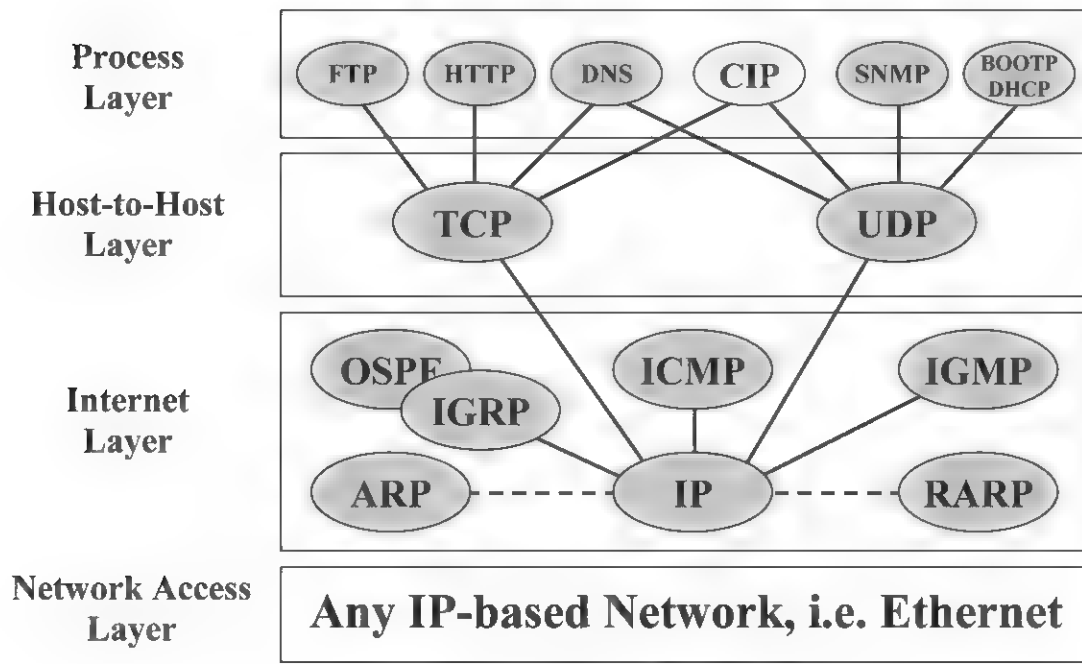 Process
Layer
FTP
HTTP
DNS
CIP
SNMP
BOOTP
DHCP
Host-to-Host
Layer
TCP
UDP
Internet
Layer
OSPF
IGRP
ICMP
IGMP
ARP
IP
RARP
Network Access
Layer
Any IP-based Network, i.e. Ethernet